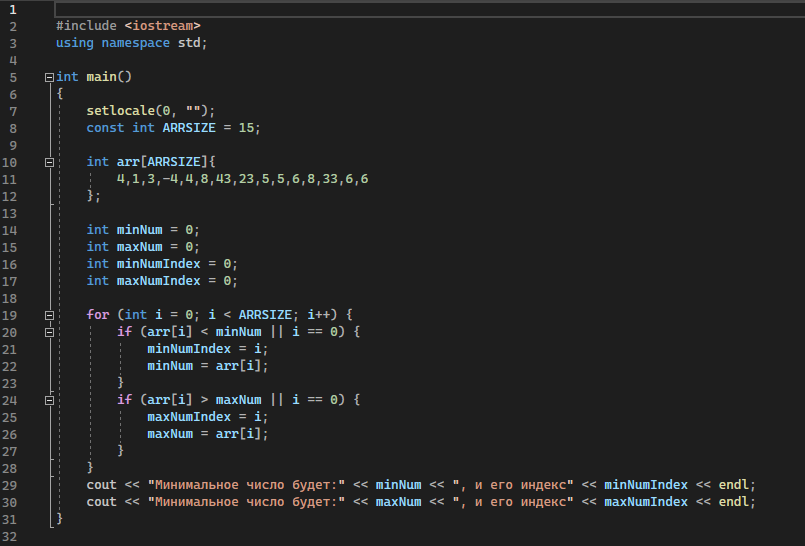 1
2 #include <iostream>
3 using namespace std;
4
5 int main()
6 {
7     setlocale(0, "");
8     const int ARRSIZE = 15;
9
10     int arr[ARRSIZE]{
11         4,1,3,-4,4,8,43,23,5,5,6,8,33,6,6
12     };
13
14     int minNum = 0;
15     int maxNum = 0;
16     int minNumIndex = 0;
17     int maxNumIndex = 0;
18
19     for (int i = 0; i < ARRSIZE; i++) {
20         if (arr[i] < minNum || i == 0) {
21             minNumIndex = i;
22             minNum = arr[i];
23         }
24         if (arr[i] > maxNum || i == 0) {
25             maxNumIndex = i;
26             maxNum = arr[i];
27         }
28     }
29     cout << "Минимальное число будет:" << minNum << ", и его индекс" << minNumIndex << endl;
30     cout << "Минимальное число будет:" << maxNum << ", и его индекс" << maxNumIndex << endl;
31 }
32